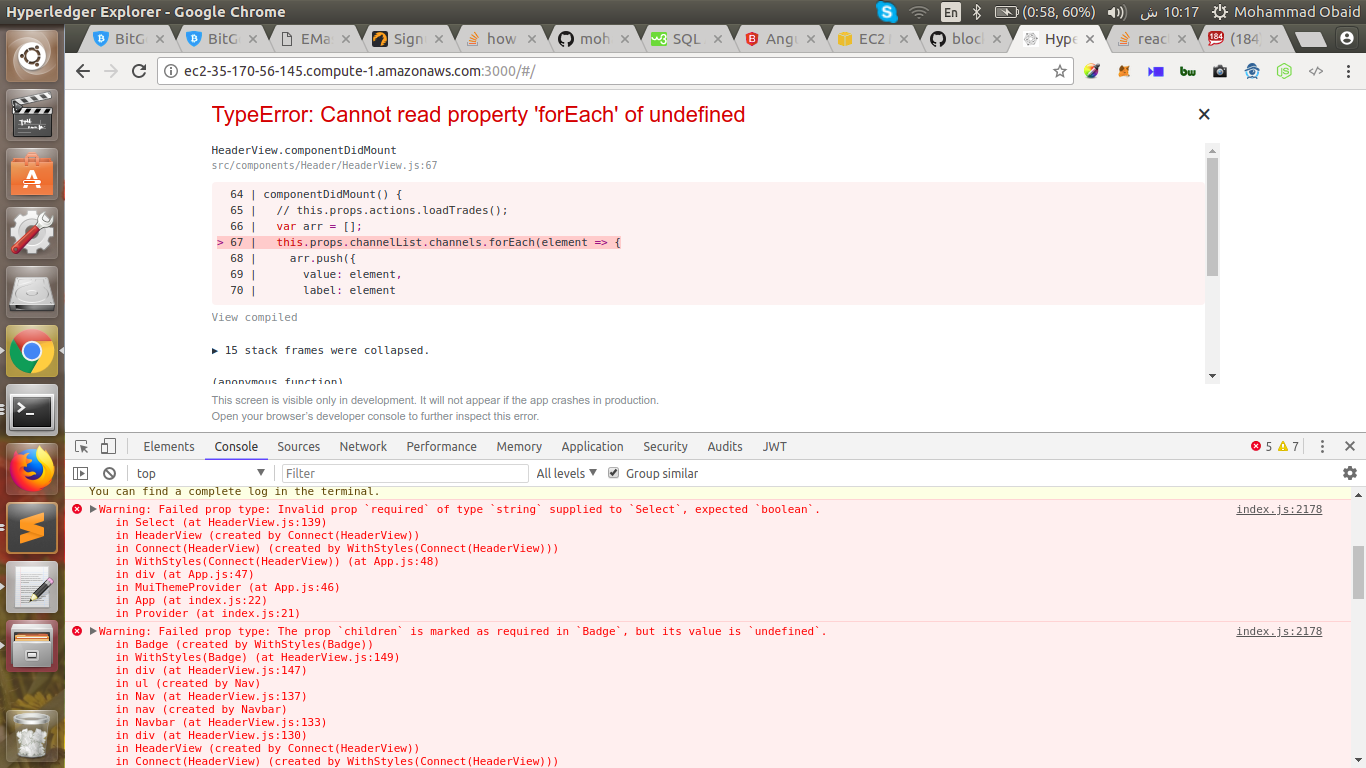 Hyperledger Explorer - Google Chrome
En (0:58, 60%) 10:17 ش Mohammad Obaid
BitG BitG EMa Sign how moh SQL Angu EC2 bloc Hype reac (184
ec2-35-170-56-145.compute-1.amazonaws.com:3000/#/
TypeError: Cannot read property 'forEach' of undefined
HeaderView.componentDidMount
src/components/Header/HeaderView.js:67
64 | componentDidMount() {
65 |   // this.props.actions.loadTrades();
66 |   var arr = [];
> 67 |   this.props.channelList.channels.forEach(element => {
68 |     arr.push({
69 |       value: element,
70 |       label: element
View compiled
▶ 15 stack frames were collapsed.
(anonymous function)
This screen is visible only in development. It will not appear if the app crashes in production.
Open your browser's developer console to further inspect this error.
Elements Console Sources Network Performance Memory Application Security Audits JWT 5 7
top Filter All levels Group similar
You can find a complete log in the terminal.
Warning: Failed prop type: Invalid prop `required` of type `string` supplied to `Select`, expected `boolean`. index.js:2178
in Select (at HeaderView.js:139)
in HeaderView (created by Connect(HeaderView))
in Connect(HeaderView) (created by WithStyles(Connect(HeaderView)))
in WithStyles(Connect(HeaderView)) (at App.js:48)
in div (at App.js:47)
in MuiThemeProvider (at App.js:46)
in App (at index.js:22)
in Provider (at index.js:21)
Warning: Failed prop type: The prop `children` is marked as required in `Badge`, but its value is `undefined`. index.js:2178
in Badge (created by WithStyles(Badge))
in WithStyles(Badge) (at HeaderView.js:149)
in div (at HeaderView.js:147)
in ul (created by Nav)
in Nav (at HeaderView.js:137)
in nav (created by Navbar)
in Navbar (at HeaderView.js:133)
in div (at HeaderView.js:130)
in HeaderView (created by Connect(HeaderView))
in Connect(HeaderView) (created by WithStyles(Connect(HeaderView)))